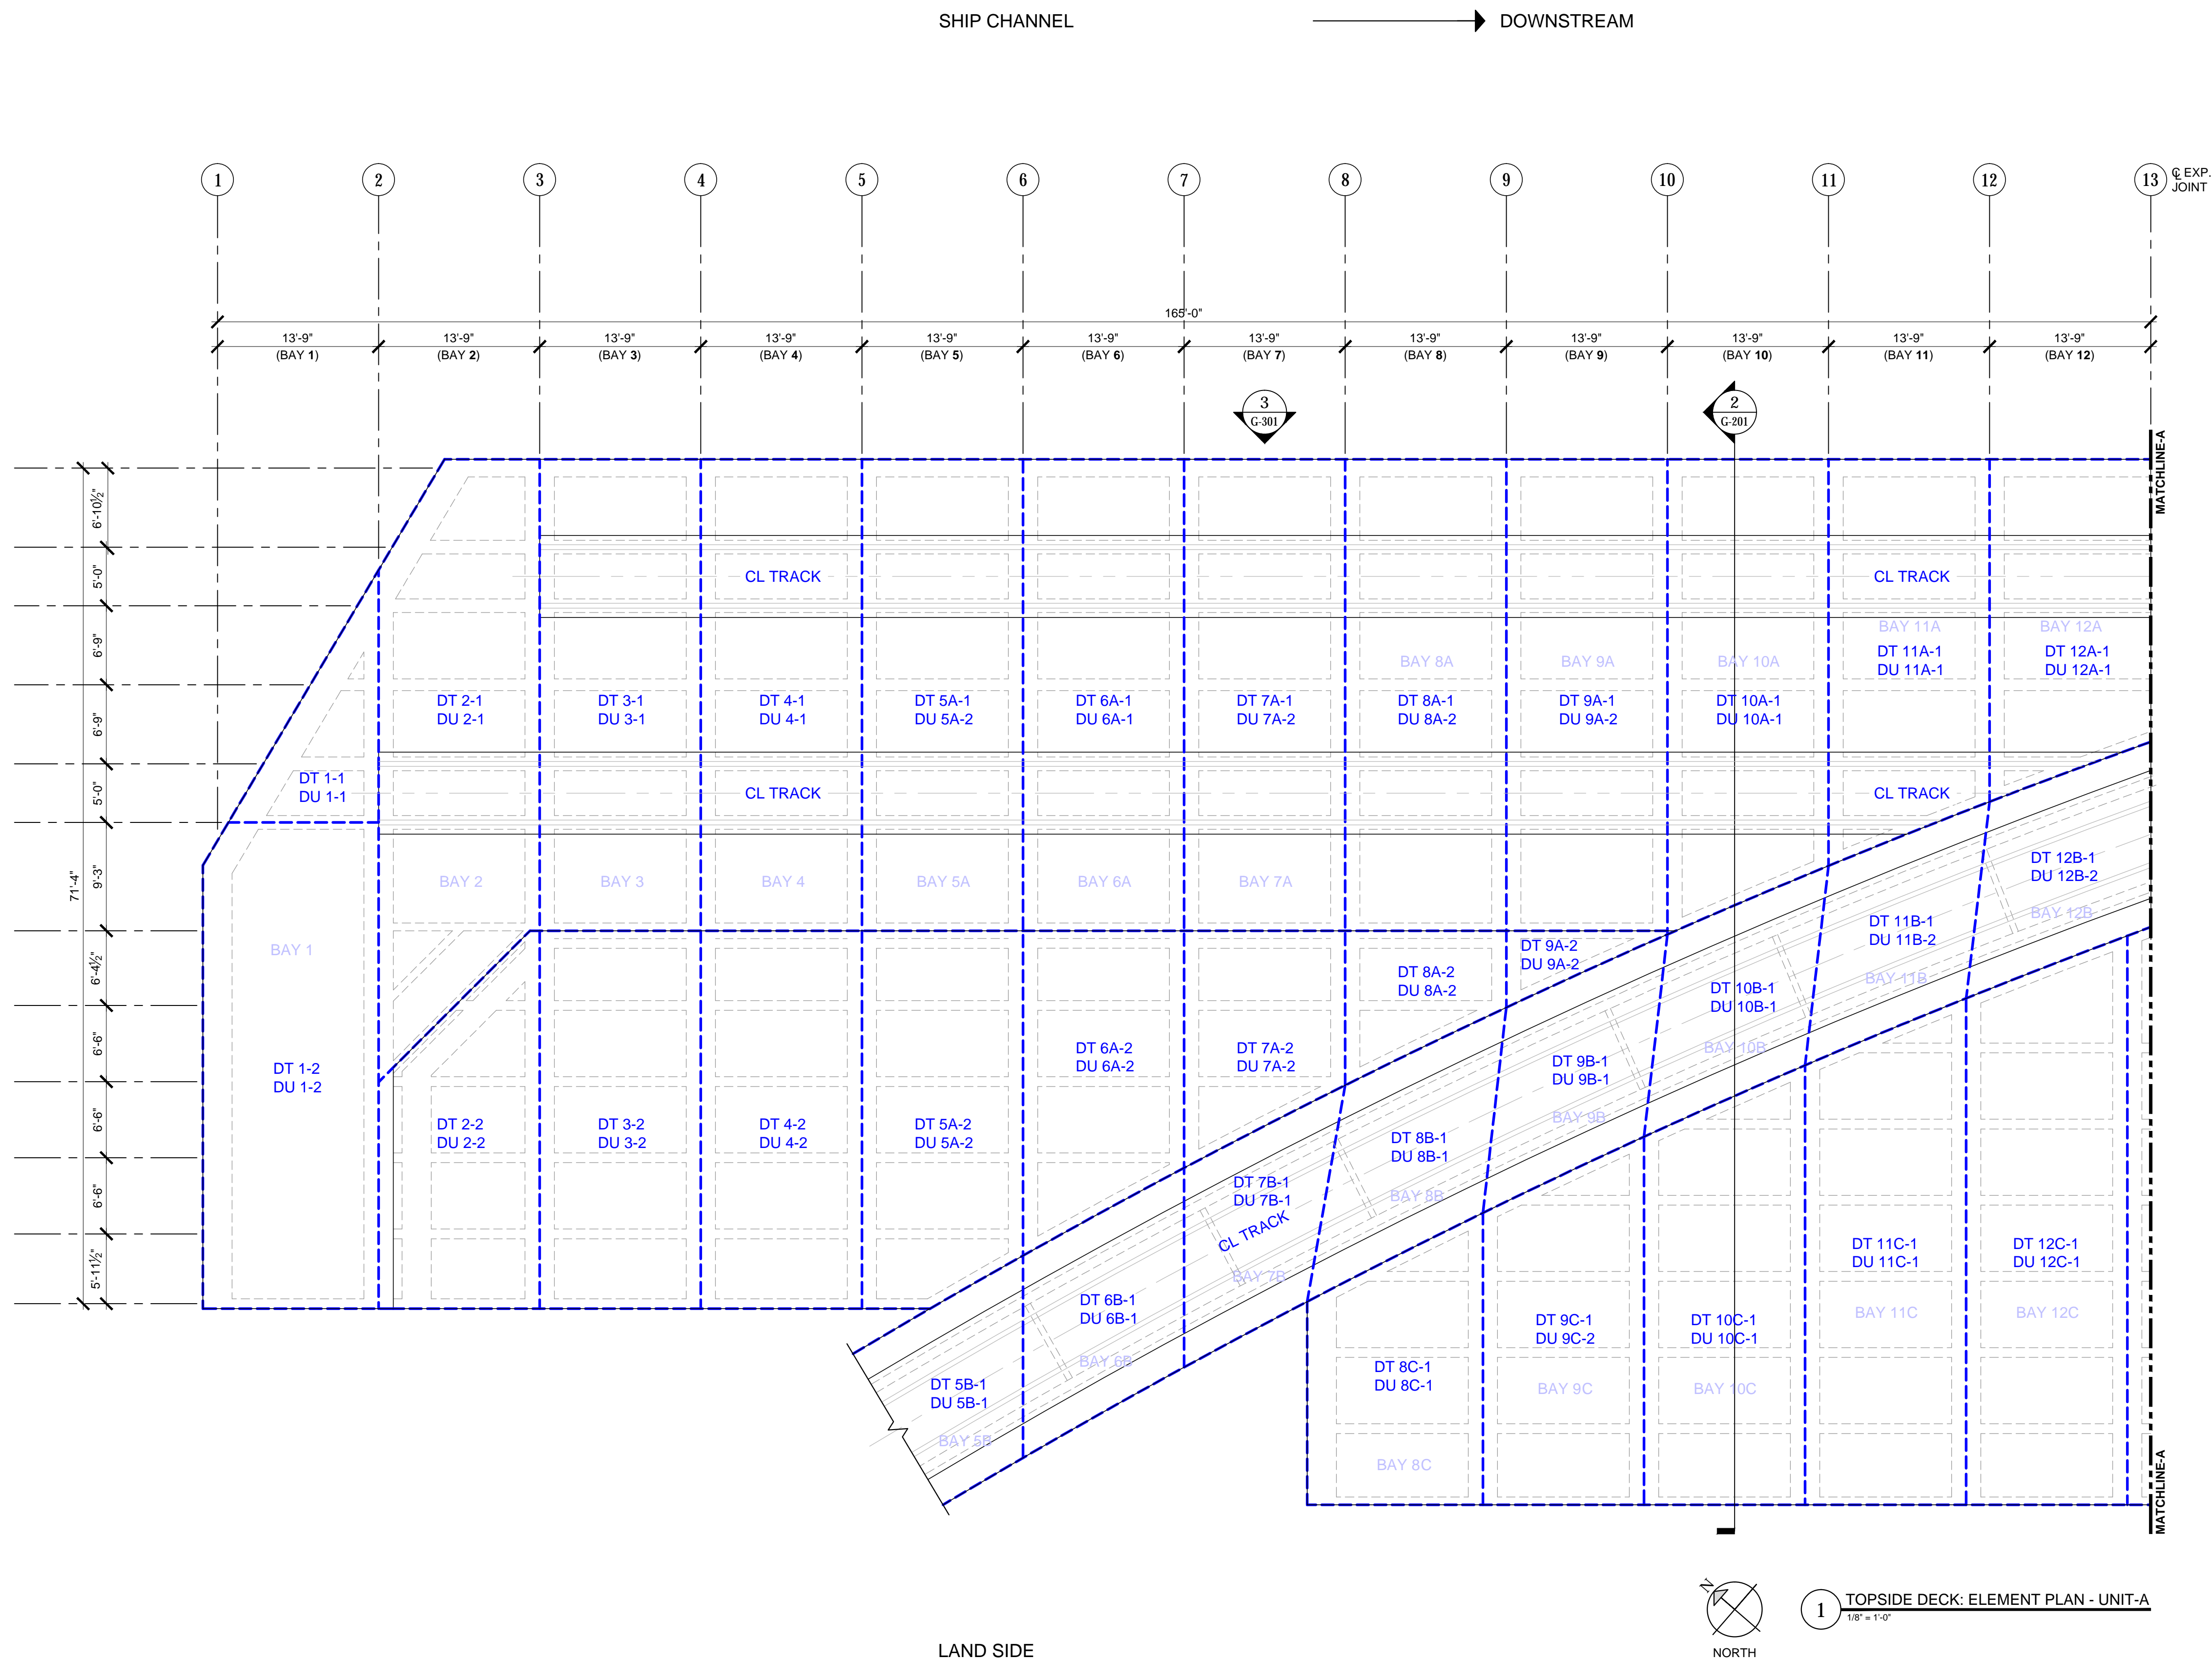 SHIP CHANNEL
DOWNSTREAM
1
2
3
4
5
6
7
8
9
10
11
12
13
℄ EXP.
JOINT
165'-0"
13'-9"
(BAY 1)
13'-9"
(BAY 2)
13'-9"
(BAY 3)
13'-9"
(BAY 4)
13'-9"
(BAY 5)
13'-9"
(BAY 6)
13'-9"
(BAY 7)
13'-9"
(BAY 8)
13'-9"
(BAY 9)
13'-9"
(BAY 10)
13'-9"
(BAY 11)
13'-9"
(BAY 12)
3
G-301
2
G-201
MATCHLINE-A
71'-4"
6'-10½"
5'-0"
6'-9"
6'-9"
5'-0"
9'-3"
6'-4½"
6'-6"
6'-6"
6'-6"
5'-11½"
CL TRACK
CL TRACK
BAY 8A
BAY 9A
BAY 10A
BAY 11A
BAY 12A
DT 11A-1
DU 11A-1
DT 12A-1
DU 12A-1
DT 2-1
DU 2-1
DT 3-1
DU 3-1
DT 4-1
DU 4-1
DT 5A-1
DU 5A-2
DT 6A-1
DU 6A-1
DT 7A-1
DU 7A-2
DT 8A-1
DU 8A-2
DT 9A-1
DU 9A-2
DT 10A-1
DU 10A-1
DT 1-1
DU 1-1
CL TRACK
CL TRACK
BAY 2
BAY 3
BAY 4
BAY 5A
BAY 6A
BAY 7A
DT 12B-1
DU 12B-2
BAY 12B
BAY 1
DT 8A-2
DU 8A-2
DT 9A-2
DU 9A-2
DT 11B-1
DU 11B-2
BAY 11B
DT 10B-1
DU 10B-1
BAY 10B
DT 1-2
DU 1-2
DT 6A-2
DU 6A-2
DT 7A-2
DU 7A-2
DT 9B-1
DU 9B-1
BAY 9B
DT 2-2
DU 2-2
DT 3-2
DU 3-2
DT 4-2
DU 4-2
DT 5A-2
DU 5A-2
DT 8B-1
DU 8B-1
BAY 8B
DT 7B-1
DU 7B-1
CL TRACK
BAY 7B
DT 6B-1
DU 6B-1
BAY 6B
DT 5B-1
DU 5B-1
BAY 5B
DT 11C-1
DU 11C-1
BAY 11C
DT 12C-1
DU 12C-1
BAY 12C
DT 9C-1
DU 9C-2
BAY 9C
DT 10C-1
DU 10C-1
BAY 10C
DT 8C-1
DU 8C-1
BAY 8C
MATCHLINE-A
N
NORTH
1
TOPSIDE DECK: ELEMENT PLAN - UNIT-A
1/8" = 1'-0"
LAND SIDE